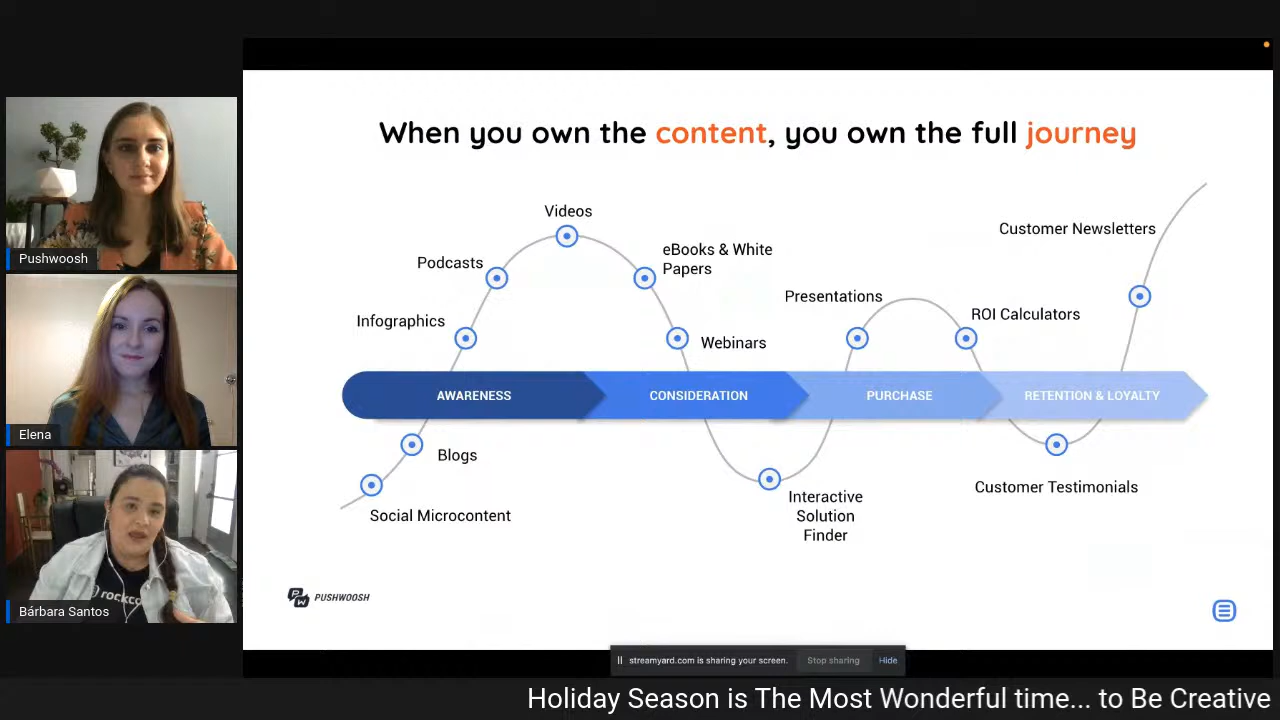 When you own the content, you own the full journey
Videos
eBooks & White
Papers
Customer Newsletters
Podcasts
Presentations
Infographics
ROI Calculators
Webinars
AWARENESS
CONSIDERATION
PURCHASE
RETENTION & LOYALTY
Blogs
Social Microcontent
Interactive
Solution
Finder
Customer Testimonials
PW PUSHWOOSH
Pushwoosh
Elena
Bárbara Santos
streamyard.com is sharing your screen. Stop sharing Hide
Holiday Season is The Most Wonderful time... to Be Creative